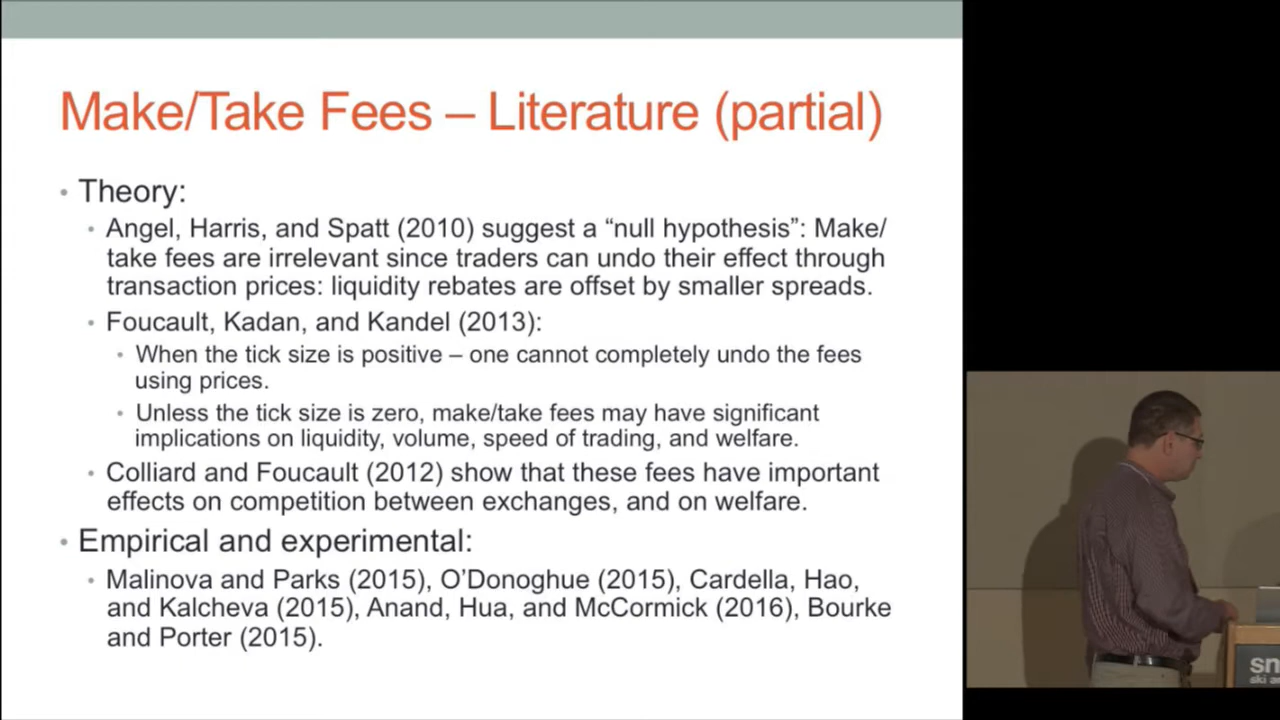 Make/Take Fees – Literature (partial)
• Theory:
• Angel, Harris, and Spatt (2010) suggest a “null hypothesis”: Make/
take fees are irrelevant since traders can undo their effect through
transaction prices: liquidity rebates are offset by smaller spreads.
• Foucault, Kadan, and Kandel (2013):
• When the tick size is positive – one cannot completely undo the fees
using prices.
• Unless the tick size is zero, make/take fees may have significant
implications on liquidity, volume, speed of trading, and welfare.
• Colliard and Foucault (2012) show that these fees have important
effects on competition between exchanges, and on welfare.
• Empirical and experimental:
• Malinova and Parks (2015), O’Donoghue (2015), Cardella, Hao,
and Kalcheva (2015), Anand, Hua, and McCormick (2016), Bourke
and Porter (2015).
sn
ski